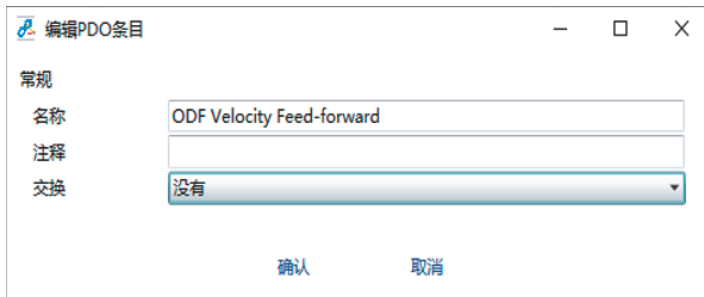 编辑PDO条目
常规
名称 ODF Velocity Feed-forward
注释
交换 没有
确认 取消